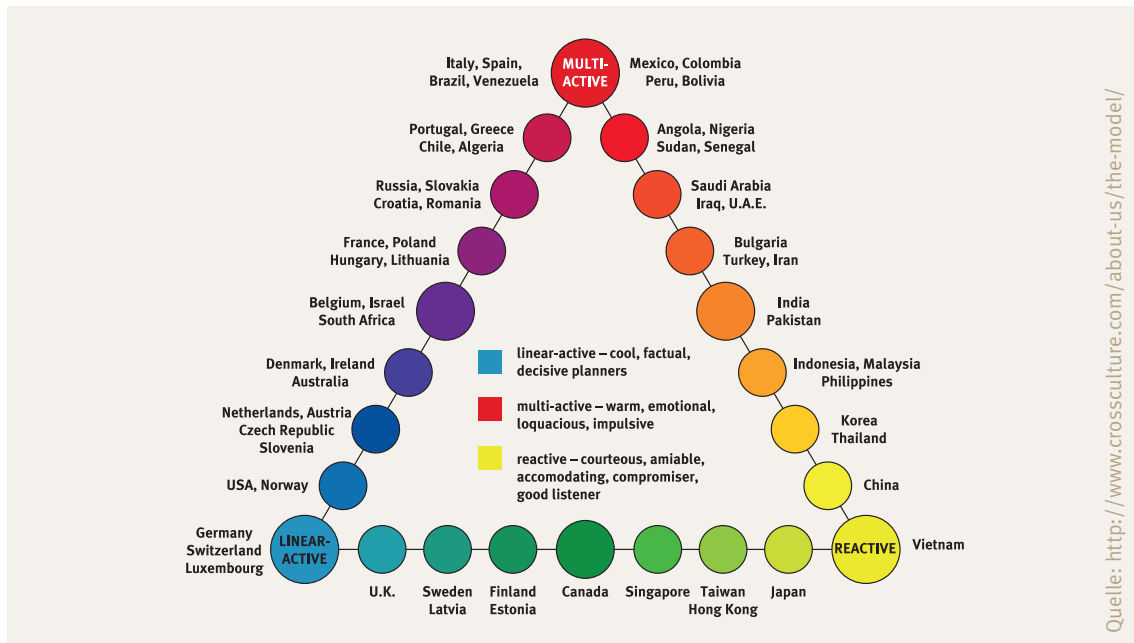 Italy, Spain,
Brazil, Venezuela
MULTI-
ACTIVE
Mexico, Colombia
Peru, Bolivia
Portugal, Greece
Chile, Algeria
Angola, Nigeria
Sudan, Senegal
Russia, Slovakia
Croatia, Romania
Saudi Arabia
Iraq, U.A.E.
France, Poland
Hungary, Lithuania
Bulgaria
Turkey, Iran
Belgium, Israel
South Africa
India
Pakistan
linear-active – cool, factual,
decisive planners
Denmark, Ireland
Australia
Indonesia, Malaysia
Philippines
multi-active – warm, emotional,
loquacious, impulsive
Netherlands, Austria
Czech Republic
Slovenia
Korea
Thailand
reactive – courteous, amiable,
accomodating, compromiser,
good listener
USA, Norway
China
Germany
Switzerland
Luxembourg
LINEAR-
ACTIVE
REACTIVE
Vietnam
U.K.
Sweden
Latvia
Finland
Estonia
Canada
Singapore
Taiwan
Hong Kong
Japan
Quelle: http://www.crossculture.com/about-us/the-model/